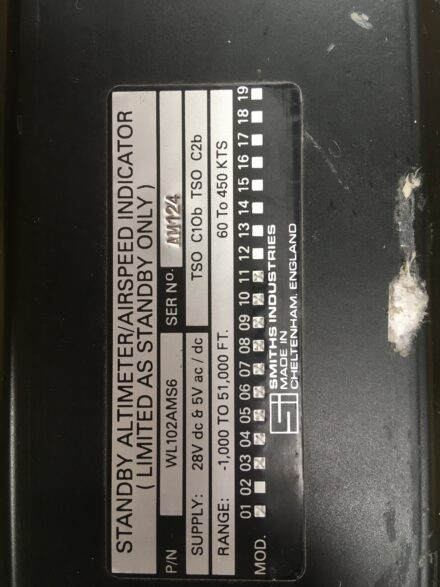 STANDBY ALTIMETER/AIRSPEED INDICATOR
( LIMITED AS STANDBY ONLY )
P/N WL102AMS6 SER Nº. AM124
SUPPLY: 28V dc & 5V ac / dc TSO C10b TSO C2b
RANGE: -1,000 TO 51,000 FT. 60 To 450 KTS
MOD. 01 02 03 04 05 06 07 08 09 10 11 12 13 14 15 16 17 18 19
SMITHS INDUSTRIES
MADE IN
CHELTENHAM, ENGLAND